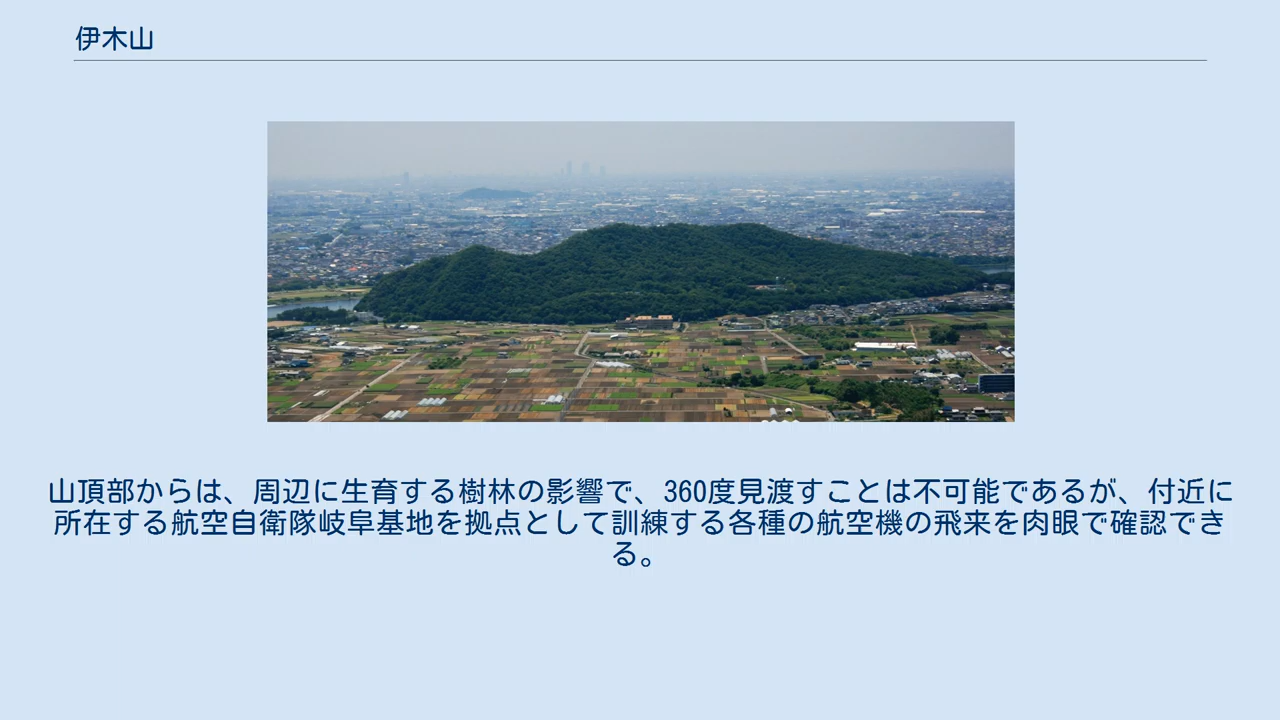 伊木山
山頂部からは、周辺に生育する樹林の影響で、360度見渡すことは不可能であるが、付近に
所在する航空自衛隊岐阜基地を拠点として訓練する各種の航空機の飛来を肉眼で確認でき
る。